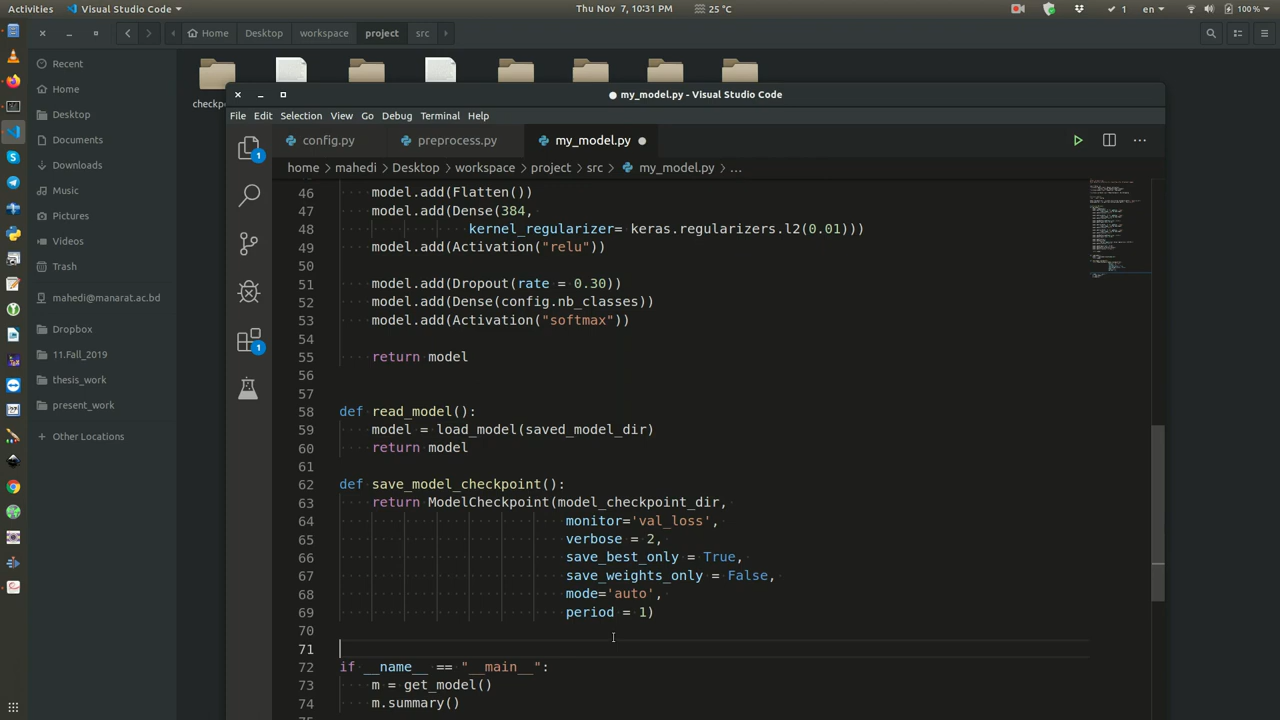 Activities Visual Studio Code Thu Nov 7, 10:31 PM 25 °C 1 en 100 %
Home Desktop workspace project src
Recent
Home
Desktop
Documents
Downloads
Music
Pictures
Videos
Trash
mahedi@manarat.ac.bd
Dropbox
11.Fall_2019
thesis_work
present_work
Other Locations
checkp
● my_model.py - Visual Studio Code
File Edit Selection View Go Debug Terminal Help
config.py preprocess.py my_model.py
home › mahedi › Desktop › workspace › project › src › my_model.py › ...
1
1
46 model.add(Flatten())
47 model.add(Dense(384,
48 kernel_regularizer= keras.regularizers.l2(0.01)))
49 model.add(Activation("relu"))
50
51 model.add(Dropout(rate = 0.30))
52 model.add(Dense(config.nb_classes))
53 model.add(Activation("softmax"))
54
55 return model
56
57
58 def read_model():
59 model = load_model(saved_model_dir)
60 return model
61
62 def save_model_checkpoint():
63 return ModelCheckpoint(model_checkpoint_dir,
64 monitor='val_loss',
65 verbose = 2,
66 save_best_only = True,
67 save_weights_only = False,
68 mode='auto',
69 period = 1)
70
71
72 if __name__ == "__main__":
73 m = get_model()
74 m.summary()